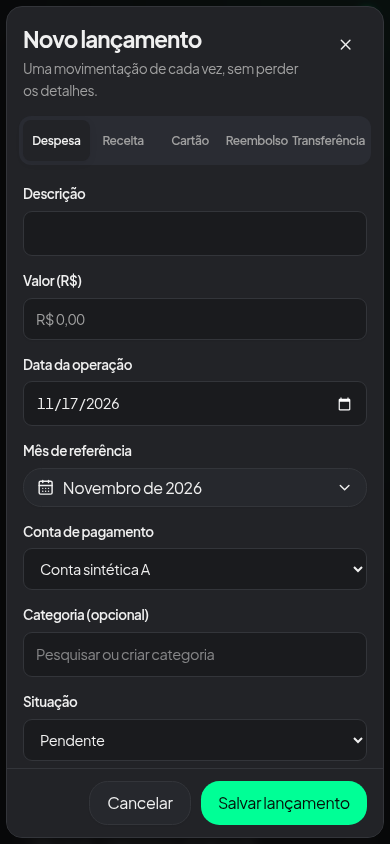 Novo lançamento
Uma movimentação de cada vez, sem perder
os detalhes.
Despesa Receita Cartão Reembolso Transferência
Descrição
Valor (R$)
R$ 0,00
Data da operação
11/17/2026
Mês de referência
Novembro de 2026
Conta de pagamento
Conta sintética A
Categoria (opcional)
Pesquisar ou criar categoria
Situação
Pendente
Cancelar Salvar lançamento